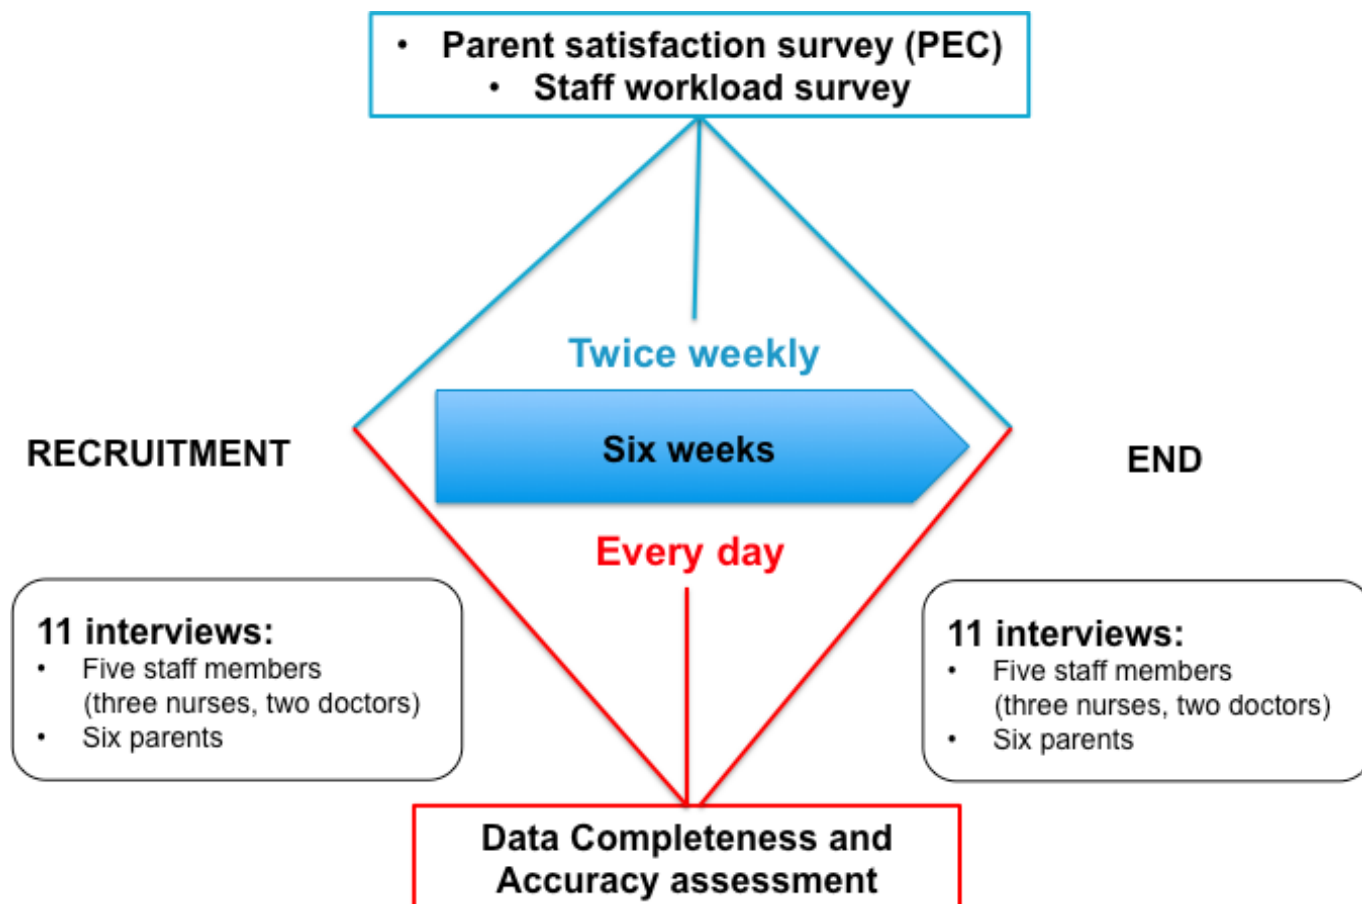 • Parent satisfaction survey (PEC)
• Staff workload survey
Twice weekly
Six weeks
RECRUITMENT
END
Every day
11 interviews:
• Five staff members
(three nurses, two doctors)
• Six parents
11 interviews:
• Five staff members
(three nurses, two doctors)
• Six parents
Data Completeness and
Accuracy assessment